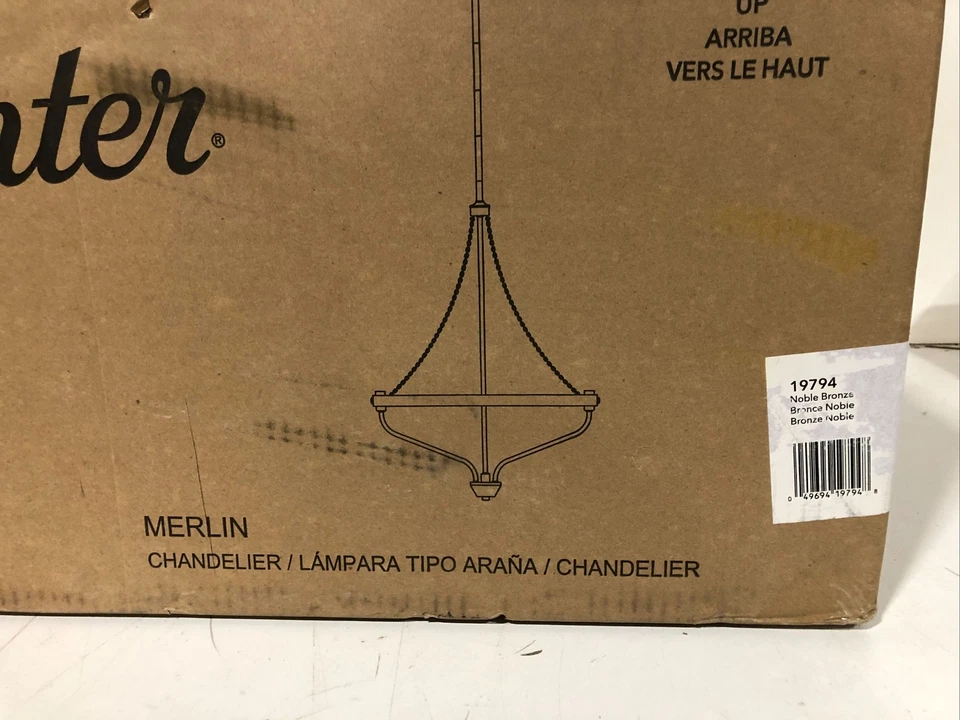 nter®
UP
ARRIBA
VERS LE HAUT
19794
Noble Bronze
Bronce Noble
Bronze Noble
0 49694 19794 8
MERLIN
CHANDELIER / LÁMPARA TIPO ARAÑA / CHANDELIER